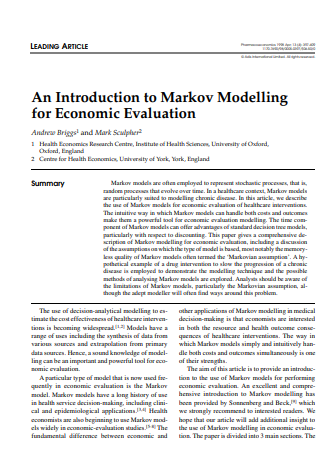 LEADING ARTICLE
Pharmacoeconomics 1998 Apr; 13 (4): 397-409
© Adis International Limited. All rights reserved.
An Introduction to Markov Modelling
for Economic Evaluation
Andrew Briggs1 and Mark Sculpher2
1 Health Economics Research Centre, Institute of Health Sciences, University of Oxford,
Oxford, England
2 Centre for Health Economics, University of York, York, England
Summary
Markov models are often employed to represent stochastic processes, that is,
random processes that evolve over time. In a healthcare context, Markov models
are particularly suited to modelling chronic disease. In this article, we describe
the use of Markov models for economic evaluation of healthcare interventions.
The intuitive way in which Markov models can handle both costs and outcomes
make them a powerful tool for economic evaluation modelling. The time com-
ponent of Markov models can offer advantages of standard decision tree models,
particularly with respect to discounting. This paper gives a comprehensive de-
scription of Markov modelling for economic evaluation, including a discussion
of the assumptions on which the type of model is based, most notably the memory-
less quality of Markov models often termed the 'Markovian assumption'. A hy-
pothetical example of a drug intervention to slow the progression of a chronic
disease is employed to demonstrate the modelling technique and the possible
methods of analysing Markov models are explored. Analysts should be aware of
the limitations of Markov models, particularly the Markovian assumption, al-
though the adept modeller will often find ways around this problem.
The use of decision-analytical modelling to es-
timate the cost effectiveness of healthcare interven-
tions is becoming widespread.[1,2] Models have a
range of uses including the synthesis of data from
various sources and extrapolation from primary
data sources. Hence, a sound knowledge of model-
ling can be an important and powerful tool for eco-
nomic evaluation.
A particular type of model that is now used fre-
quently in economic evaluation is the Markov
model. Markov models have a long history of use
in health service decision-making, including clini-
cal and epidemiological applications.[3,4] Health
economists are also beginning to use Markov mod-
els widely in economic-evaluation studies.[5-8] The
fundamental difference between economic and
other applications of Markov modelling in medical
decision-making is that economists are interested
in both the resource and health outcome conse-
quences of healthcare interventions. The way in
which Markov models simply and intuitively han-
dle both costs and outcomes simultaneously is one
of their strengths.
The aim of this article is to provide an introduc-
tion to the use of Markov models for performing
economic evaluation. An excellent and compre-
hensive introduction to Markov modelling has
been provided by Sonnenberg and Beck,[9] which
we strongly recommend to interested readers. We
hope that our article will add additional insight to
the use of Markov modelling in economic evalua-
tion. The paper is divided into 3 main sections. The